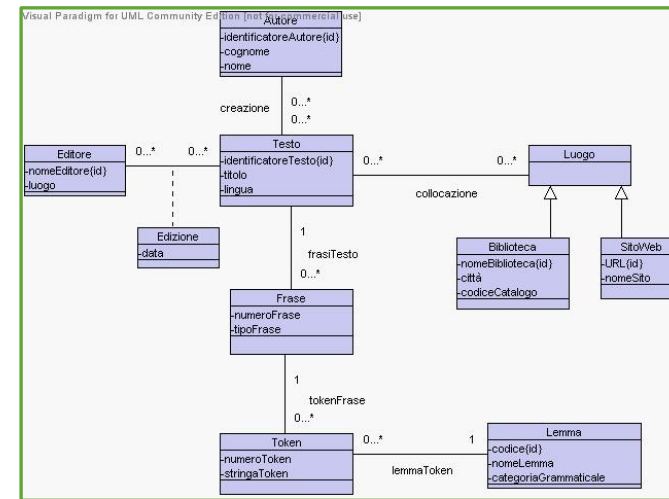 Visual Paradigm for UML Community Edition [not for commercial use]
Autore
-identificatoreAutore{id}
-cognome
-nome
creazione
0...*
0...*
Editore
-nomeEditore{id}
-luogo
0...*
0...*
Testo
-identificatoreTesto{id}
-titolo
-lingua
0...*
0...*
collocazione
Luogo
Edizione
-data
1
frasiTesto
0...*
Biblioteca
-nomeBiblioteca{id}
-città
-codiceCatalogo
SitoWeb
-URL{id}
-nomeSito
Frase
-numeroFrase
-tipoFrase
1
tokenFrase
0...*
Token
-numeroToken
-stringaToken
0...*
1
lemmaToken
Lemma
-codice{id}
-nomeLemma
-categoriaGrammaticale